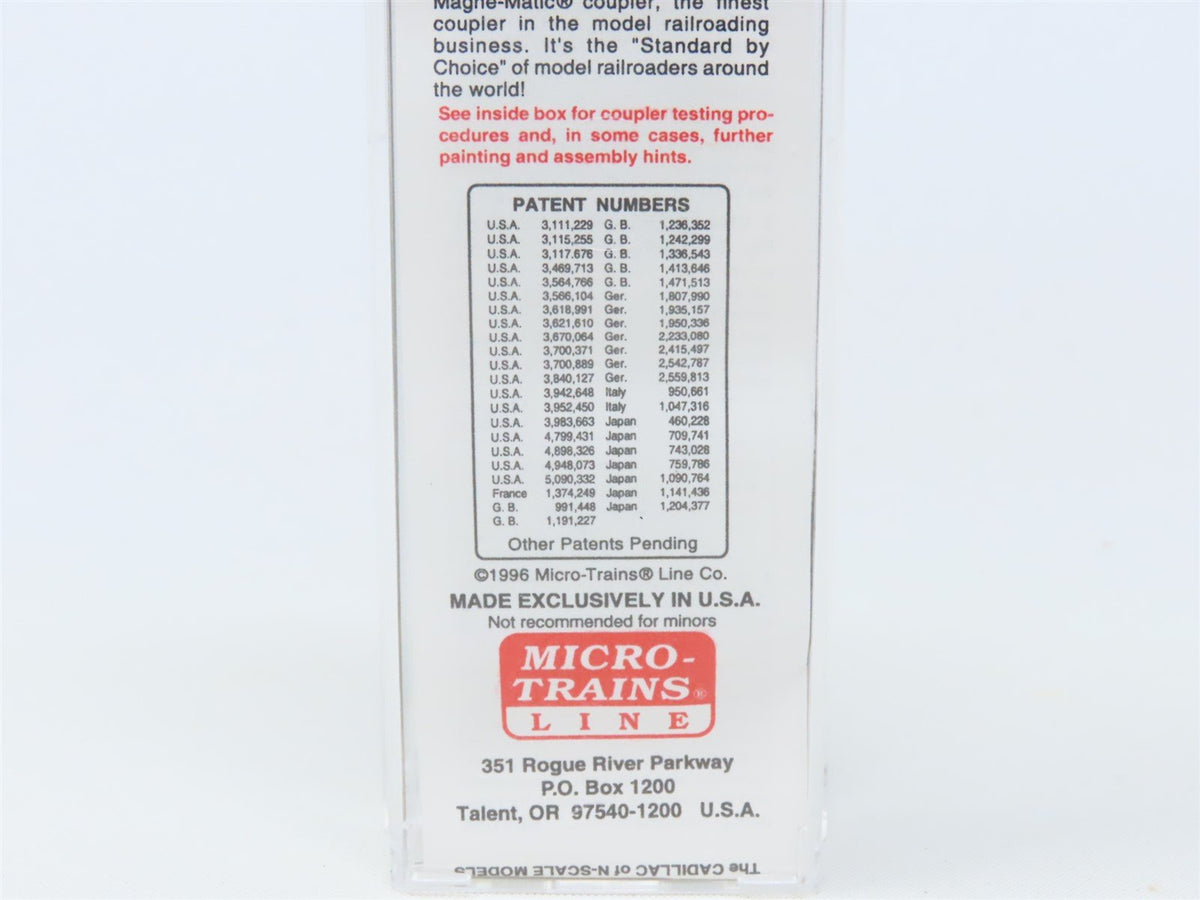 Magne-Matic® coupler, the finest
coupler in the model railroading
business. It's the "Standard by
Choice" of model railroaders around
the world!
See inside box for coupler testing pro-
cedures and, in some cases, further
painting and assembly hints.
PATENT NUMBERS
U.S.A. 3,111,229 G. B. 1,236,352
U.S.A. 3,115,255 G. B. 1,242,299
U.S.A. 3,117.676 G. B. 1,336,543
U.S.A. 3,469,713 G. B. 1,413,646
U.S.A. 3,564,766 G. B. 1,471,513
U.S.A. 3,566,104 Ger. 1,807,990
U.S.A. 3,618,991 Ger. 1,935,157
U.S.A. 3,621,610 Ger. 1,950,336
U.S.A. 3,670,064 Ger. 2,233,080
U.S.A. 3,700,371 Ger. 2,415,497
U.S.A. 3,700,889 Ger. 2,542,787
U.S.A. 3,840,127 Ger. 2,559,813
U.S.A. 3,942,648 Italy 950,661
U.S.A. 3,952,450 Italy 1,047,316
U.S.A. 3,983,663 Japan 460,228
U.S.A. 4,799,431 Japan 709,741
U.S.A. 4,898,326 Japan 743,028
U.S.A. 4,948,073 Japan 759,786
U.S.A. 5,090,332 Japan 1,090,764
France 1,374,249 Japan 1,141,436
G. B. 991,448 Japan 1,204,377
G. B. 1,191,227
Other Patents Pending
©1996 Micro-Trains® Line Co.
MADE EXCLUSIVELY IN U.S.A.
Not recommended for minors
MICRO-
TRAINS®
LINE
351 Rogue River Parkway
P.O. Box 1200
Talent, OR 97540-1200 U.S.A.
The CADILLAC of N-SCALE MODELS